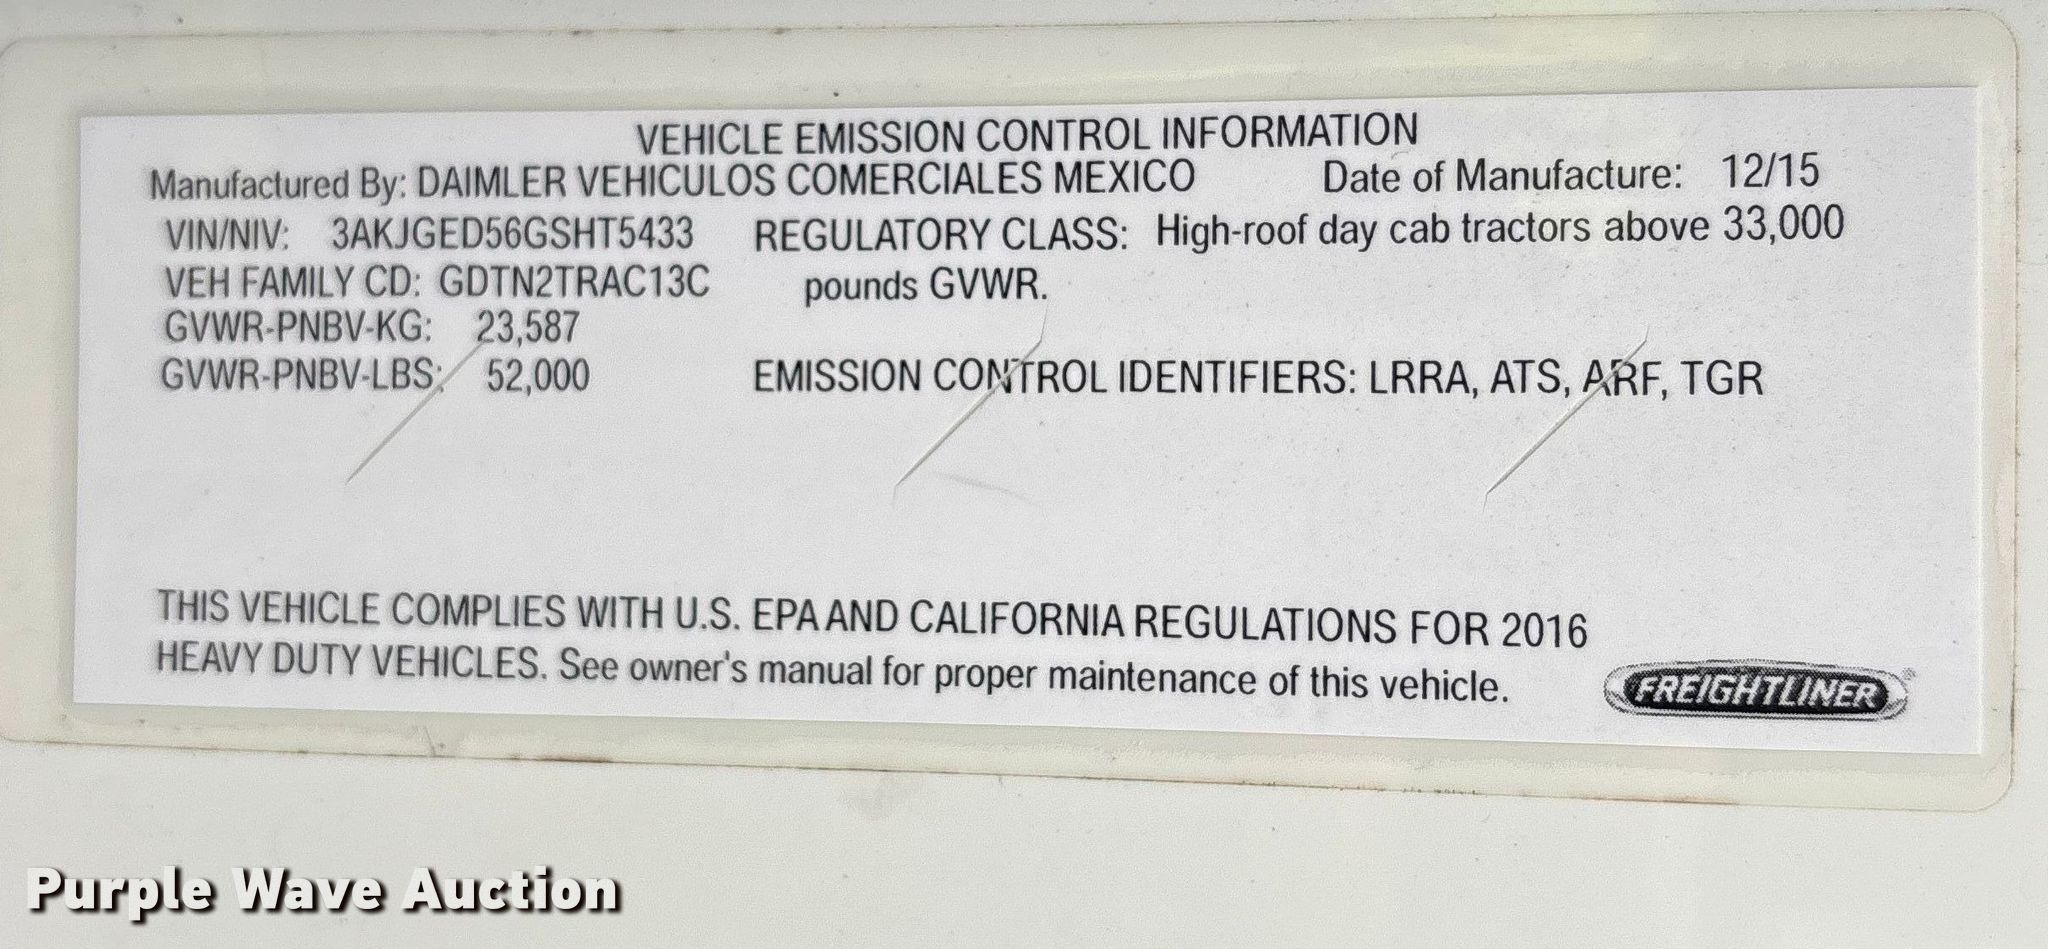 VEHICLE EMISSION CONTROL INFORMATION
Manufactured By: DAIMLER VEHICULOS COMERCIALES MEXICO Date of Manufacture: 12/15
VIN/NIV: 3AKJGED56GSHT5433 REGULATORY CLASS: High-roof day cab tractors above 33,000
VEH FAMILY CD: GDTN2TRAC13C pounds GVWR.
GVWR-PNBV-KG: 23,587
GVWR-PNBV-LBS: 52,000 EMISSION CONTROL IDENTIFIERS: LRRA, ATS, ARF, TGR
THIS VEHICLE COMPLIES WITH U.S. EPA AND CALIFORNIA REGULATIONS FOR 2016
HEAVY DUTY VEHICLES. See owner's manual for proper maintenance of this vehicle.
FREIGHTLINER®
Purple Wave Auction